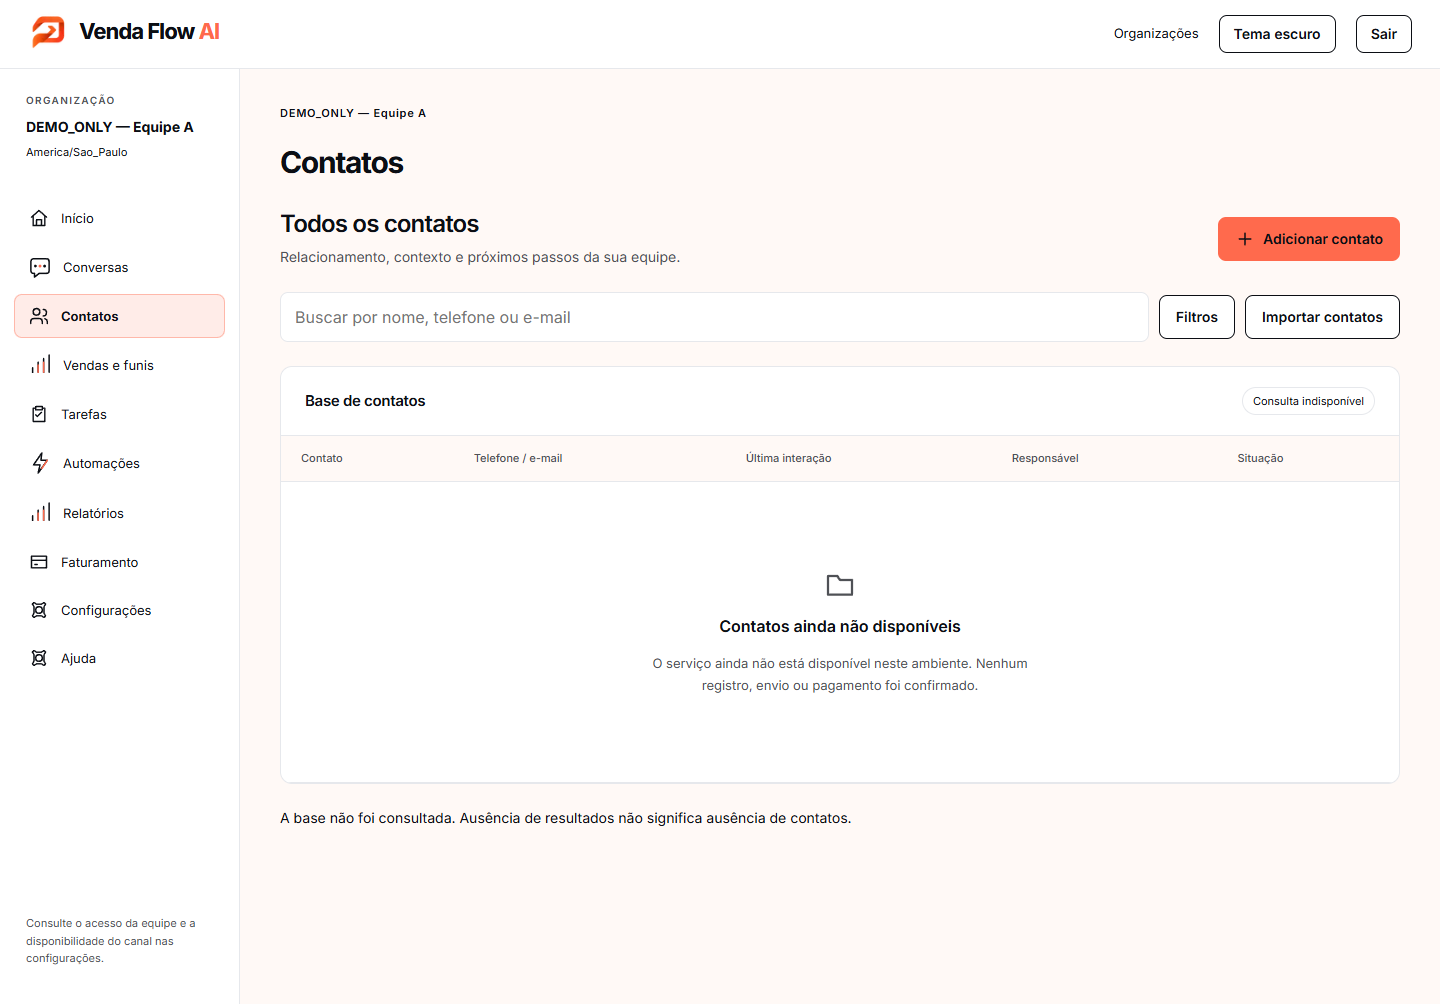 Venda Flow AI
Organizações
Tema escuro
Sair
ORGANIZAÇÃO
DEMO_ONLY — Equipe A
America/Sao_Paulo
Início
Conversas
Contatos
Vendas e funis
Tarefas
Automações
Relatórios
Faturamento
Configurações
Ajuda
Consulte o acesso da equipe e a
disponibilidade do canal nas
configurações.
DEMO_ONLY — Equipe A
Contatos
Todos os contatos
Relacionamento, contexto e próximos passos da sua equipe.
Adicionar contato
Buscar por nome, telefone ou e-mail
Filtros
Importar contatos
Base de contatos
Consulta indisponível
Contato
Telefone / e-mail
Última interação
Responsável
Situação
Contatos ainda não disponíveis
O serviço ainda não está disponível neste ambiente. Nenhum
registro, envio ou pagamento foi confirmado.
A base não foi consultada. Ausência de resultados não significa ausência de contatos.